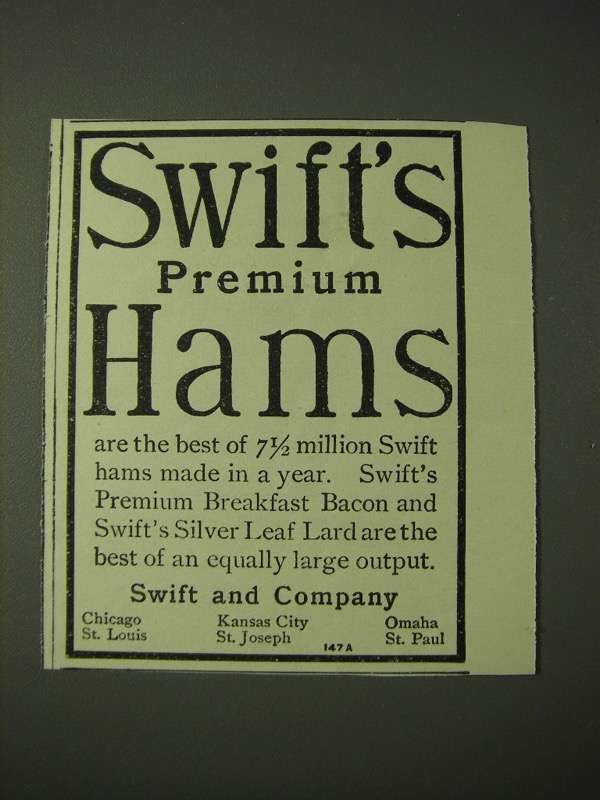 Swift's
Premium
Hams
are the best of 7½ million Swift
hams made in a year. Swift's
Premium Breakfast Bacon and
Swift's Silver Leaf Lard are the
best of an equally large output.
Swift and Company
Chicago Kansas City Omaha
St. Louis St. Joseph St. Paul
147 A